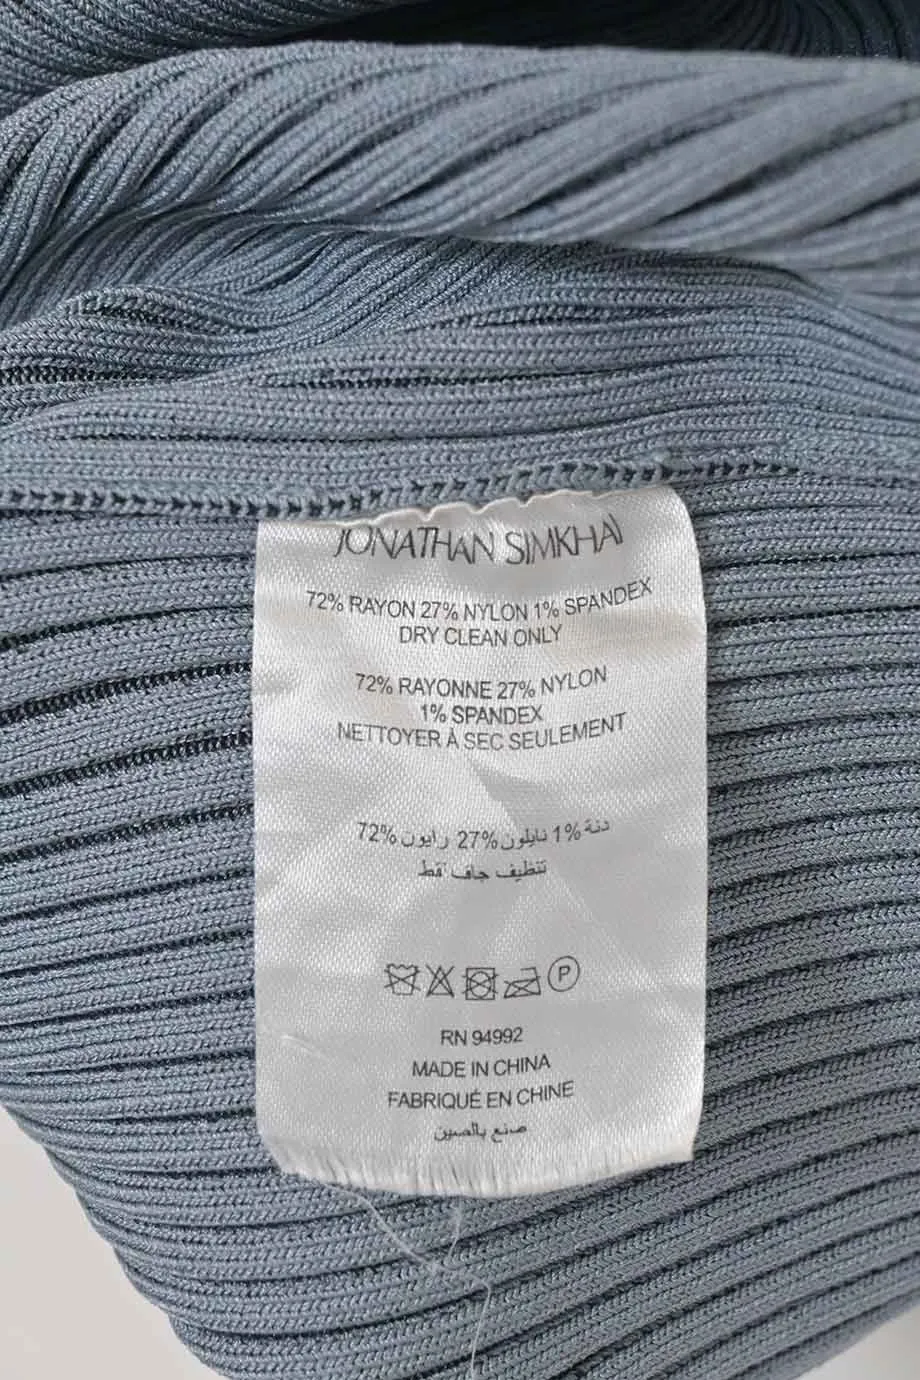 JONATHAN SIMKHAI
72% RAYON 27% NYLON 1% SPANDEX
DRY CLEAN ONLY
72% RAYONNE 27% NYLON
1% SPANDEX
NETTOYER À SEC SEULEMENT
72% رايون 27% نايلون 1% دنة
تنظيف جاف قط
P
RN 94992
MADE IN CHINA
FABRIQUÉ EN CHINE
صنع بالصين